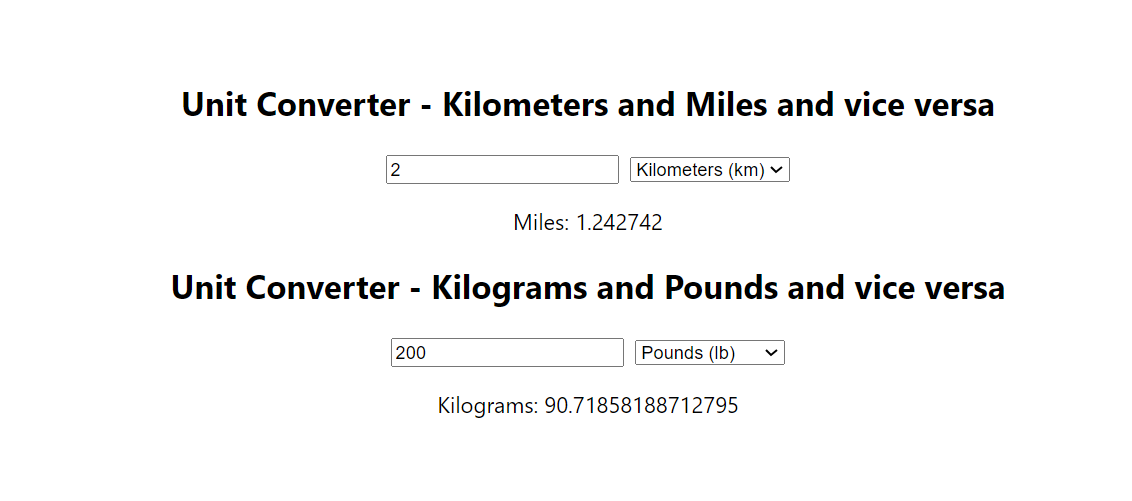 Unit Converter - Kilometers and Miles and vice versa
2 Kilometers (km)
Miles: 1.242742
Unit Converter - Kilograms and Pounds and vice versa
200 Pounds (lb)
Kilograms: 90.71858188712795